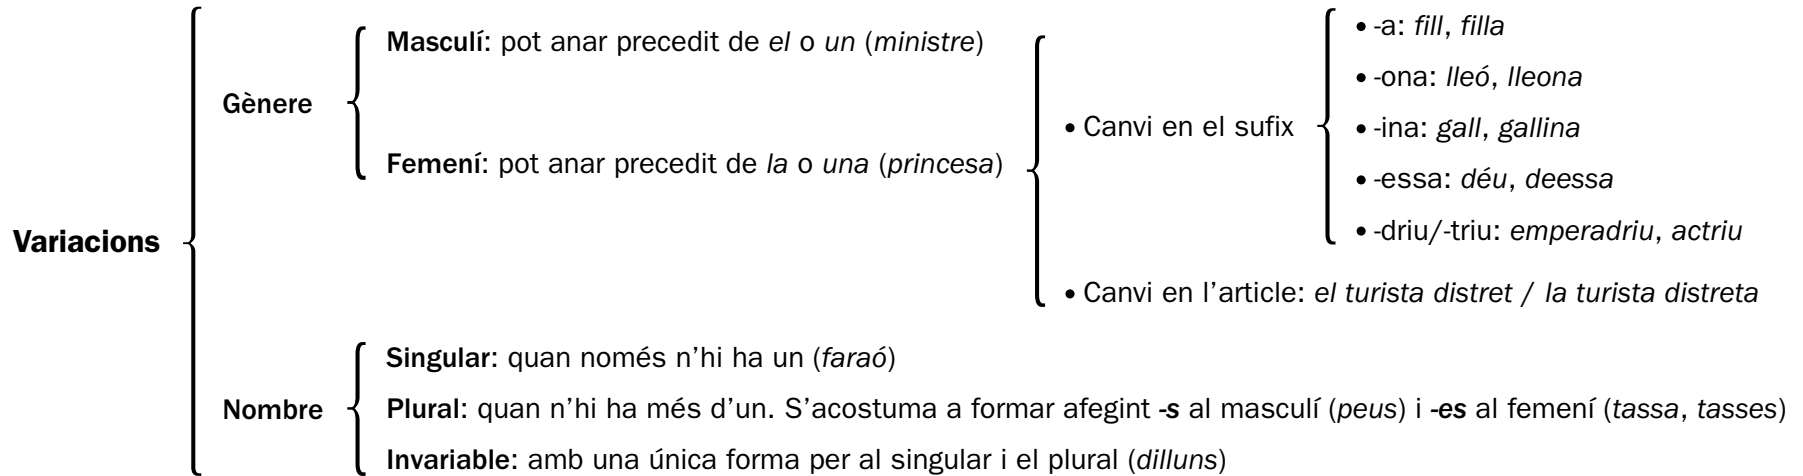 Variacions
Gènere
Masculí: pot anar precedit de el o un (ministre)
Femení: pot anar precedit de la o una (princesa)
• Canvi en el sufix
• -a: fill, filla
• -ona: lleó, lleona
• -ina: gall, gallina
• -essa: déu, deessa
• -driu/-triu: emperadriu, actriu
• Canvi en l’article: el turista distret / la turista distreta
Nombre
Singular: quan només n’hi ha un (faraó)
Plural: quan n’hi ha més d’un. S’acostuma a formar afegint -s al masculí (peus) i -es al femení (tassa, tasses)
Invariable: amb una única forma per al singular i el plural (dilluns)